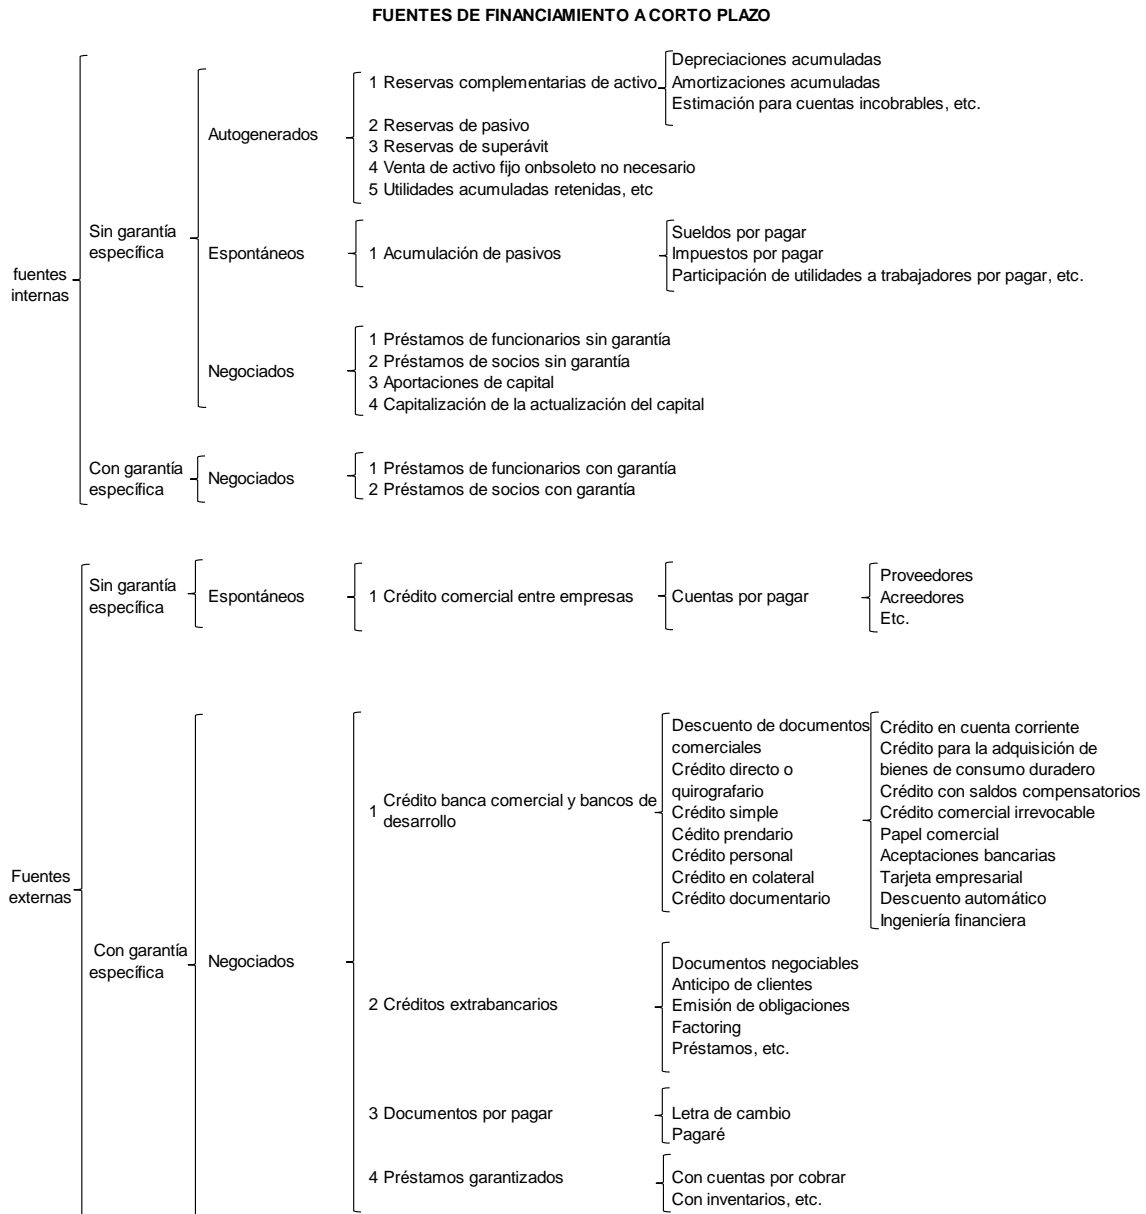 FUENTES DE FINANCIAMIENTO A CORTO PLAZO
fuentes
internas
Sin garantía
específica
Autogenerados
1 Reservas complementarias de activo
Depreciaciones acumuladas
Amortizaciones acumuladas
Estimación para cuentas incobrables, etc.
2 Reservas de pasivo
3 Reservas de superávit
4 Venta de activo fijo onbsoleto no necesario
5 Utilidades acumuladas retenidas, etc
Espontáneos
1 Acumulación de pasivos
Sueldos por pagar
Impuestos por pagar
Participación de utilidades a trabajadores por pagar, etc.
Negociados
1 Préstamos de funcionarios sin garantía
2 Préstamos de socios sin garantía
3 Aportaciones de capital
4 Capitalización de la actualización del capital
Con garantía
específica
Negociados
1 Préstamos de funcionarios con garantía
2 Préstamos de socios con garantía
Fuentes
externas
Sin garantía
específica
Espontáneos
1 Crédito comercial entre empresas
Cuentas por pagar
Proveedores
Acreedores
Etc.
Con garantía
específica
Negociados
1 Crédito banca comercial y bancos de
desarrollo
Descuento de documentos
comerciales
Crédito directo o
quirografario
Crédito simple
Cédito prendario
Crédito personal
Crédito en colateral
Crédito documentario
Crédito en cuenta corriente
Crédito para la adquisición de
bienes de consumo duradero
Crédito con saldos compensatorios
Crédito comercial irrevocable
Papel comercial
Aceptaciones bancarias
Tarjeta empresarial
Descuento automático
Ingeniería financiera
2 Créditos extrabancarios
Documentos negociables
Anticipo de clientes
Emisión de obligaciones
Factoring
Préstamos, etc.
3 Documentos por pagar
Letra de cambio
Pagaré
4 Préstamos garantizados
Con cuentas por cobrar
Con inventarios, etc.